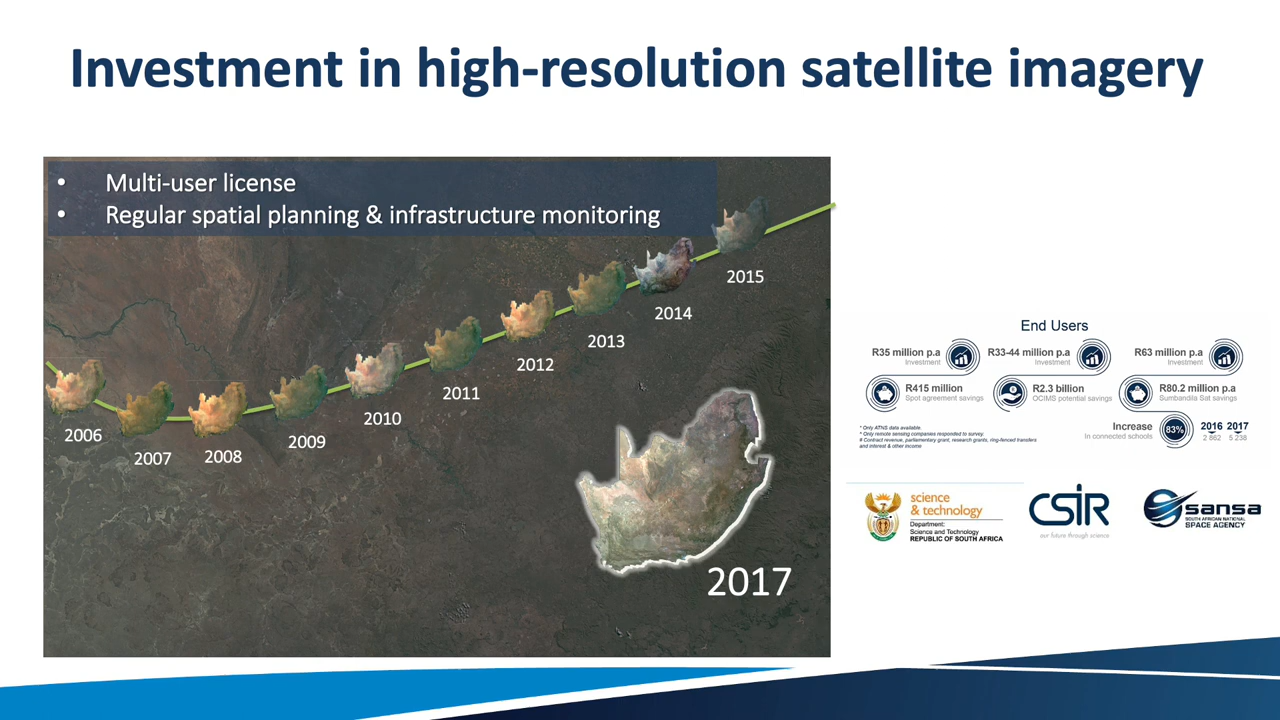 Investment in high-resolution satellite imagery
• Multi-user license
• Regular spatial planning & infrastructure monitoring
2006
2007
2008
2009
2010
2011
2012
2013
2014
2015
2017
End Users
R35 million p.a
Investment
R33-44 million p.a
Investment
R63 million p.a
Investment
R415 million
Spot agreement savings
R2.3 billion
OCIMS potential savings
R80.2 million p.a
Sumbandila Sat savings
Increase
In connected schools
83%
2016 2017
2 862 5 238
* Only ATNS data available.
* Only remote sensing companies responded to survey.
# Contract revenue, parliamentary grant, research grants, ring-fenced transfers
and interest & other income
science
& technology
Department:
Science and Technology
REPUBLIC OF SOUTH AFRICA
CSIR
our future through science
sansa
SOUTH AFRICAN NATIONAL
SPACE AGENCY